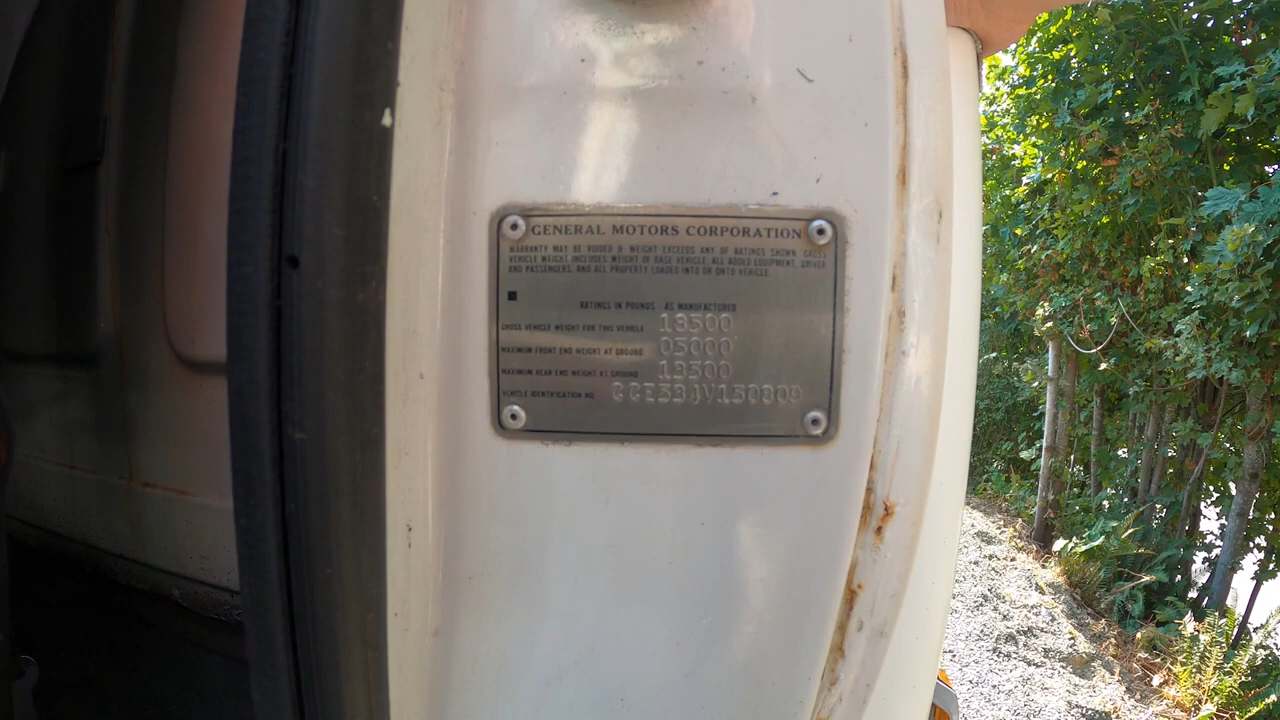 GENERAL MOTORS CORPORATION
WARRANTY MAY BE VOIDED IF WEIGHT EXCEEDS ANY OF RATINGS SHOWN. GROSS
VEHICLE WEIGHT INCLUDES WEIGHT OF BASE VEHICLE, ALL ADDED EQUIPMENT, DRIVER
AND PASSENGERS, AND ALL PROPERTY LOADED INTO OR ONTO VEHICLE.
RATINGS IN POUNDS AS MANUFACTURED
GROSS VEHICLE WEIGHT FOR THIS VEHICLE 18500
MAXIMUM FRONT END WEIGHT AT GROUND 05000
MAXIMUM REAR END WEIGHT AT GROUND 13500
VEHICLE IDENTIFICATION NO.